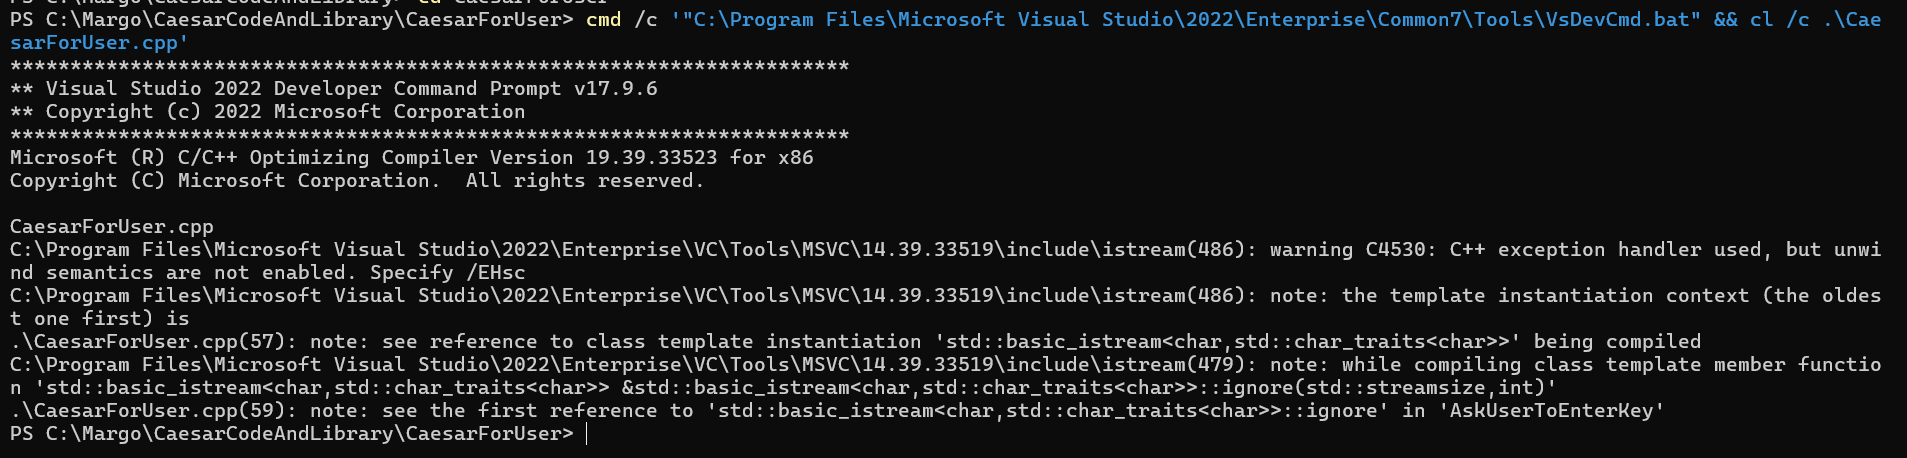 PS C:\Margo\CaesarCodeAndLibrary\CaesarForUser> cmd /c '"C:\Program Files\Microsoft Visual Studio\2022\Enterprise\Common7\Tools\VsDevCmd.bat" && cl /c .\Cae
sarForUser.cpp'
**********************************************************************
** Visual Studio 2022 Developer Command Prompt v17.9.6
** Copyright (c) 2022 Microsoft Corporation
**********************************************************************
Microsoft (R) C/C++ Optimizing Compiler Version 19.39.33523 for x86
Copyright (C) Microsoft Corporation.  All rights reserved.

CaesarForUser.cpp
C:\Program Files\Microsoft Visual Studio\2022\Enterprise\VC\Tools\MSVC\14.39.33519\include\istream(486): warning C4530: C++ exception handler used, but unwi
nd semantics are not enabled. Specify /EHsc
C:\Program Files\Microsoft Visual Studio\2022\Enterprise\VC\Tools\MSVC\14.39.33519\include\istream(486): note: the template instantiation context (the oldes
t one first) is
.\CaesarForUser.cpp(57): note: see reference to class template instantiation 'std::basic_istream<char,std::char_traits<char>>' being compiled
C:\Program Files\Microsoft Visual Studio\2022\Enterprise\VC\Tools\MSVC\14.39.33519\include\istream(479): note: while compiling class template member functio
n 'std::basic_istream<char,std::char_traits<char>> &std::basic_istream<char,std::char_traits<char>>::ignore(std::streamsize,int)'
.\CaesarForUser.cpp(59): note: see the first reference to 'std::basic_istream<char,std::char_traits<char>>::ignore' in 'AskUserToEnterKey'
PS C:\Margo\CaesarCodeAndLibrary\CaesarForUser>